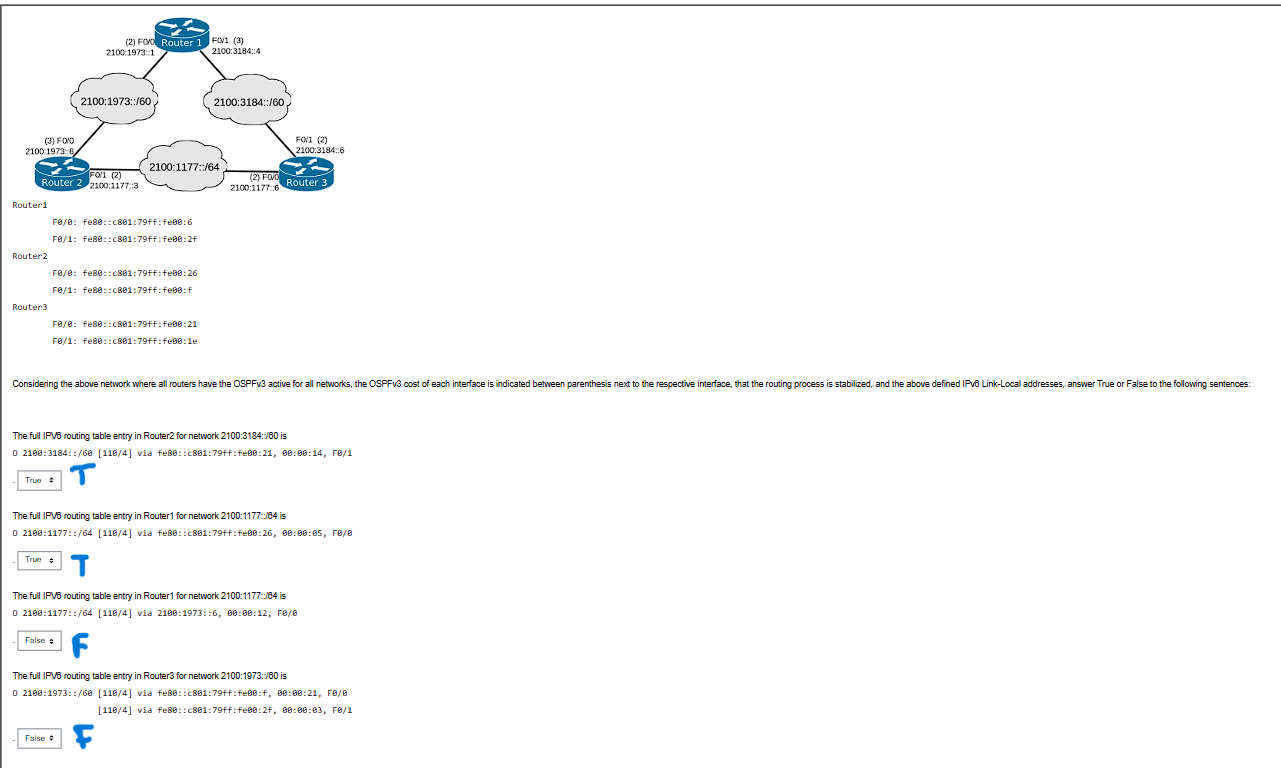 (2) F0/0
Router 1
F0/1 (3)
2100:1973::1
2100:3184::4
2100:1973::/60
2100:3184::/60
(3) F0/0
2100:1973::6
F0/1 (2)
2100:3184::6
2100:1177::/64
Router 2
F0/1 (2)
2100:1177::3
(2) F0/0
2100:1177::6
Router 3
Router1
F0/0: fe80::c801:79ff:fe00:6
F0/1: fe80::c801:79ff:fe00:2f
Router2
F0/0: fe80::c801:79ff:fe00:26
F0/1: fe80::c801:79ff:fe00:f
Router3
F0/0: fe80::c801:79ff:fe00:21
F0/1: fe80::c801:79ff:fe00:1e
Considering the above network where all routers have the OSPFv3 active for all networks, the OSPFv3 cost of each interface is indicated between parenthesis next to the respective interface, that the routing process is stabilized, and the above defined IPv6 Link-Local addresses, answer True or False to the following sentences:
The full IPV6 routing table entry in Router2 for network 2100:3184::/60 is
O 2100:3184::/60 [110/4] via fe80::c801:79ff:fe00:21, 00:00:14, F0/1
. True T
The full IPV6 routing table entry in Router1 for network 2100:1177::/64 is
O 2100:1177::/64 [110/4] via fe80::c801:79ff:fe00:26, 00:00:05, F0/0
. True T
The full IPV6 routing table entry in Router1 for network 2100:1177::/64 is
O 2100:1177::/64 [110/4] via 2100:1973::6, 00:00:12, F0/0
. False F
The full IPV6 routing table entry in Router3 for network 2100:1973::/60 is
O 2100:1973::/60 [110/4] via fe80::c801:79ff:fe00:f, 00:00:21, F0/0
[110/4] via fe80::c801:79ff:fe00:2f, 00:00:03, F0/1
. False F